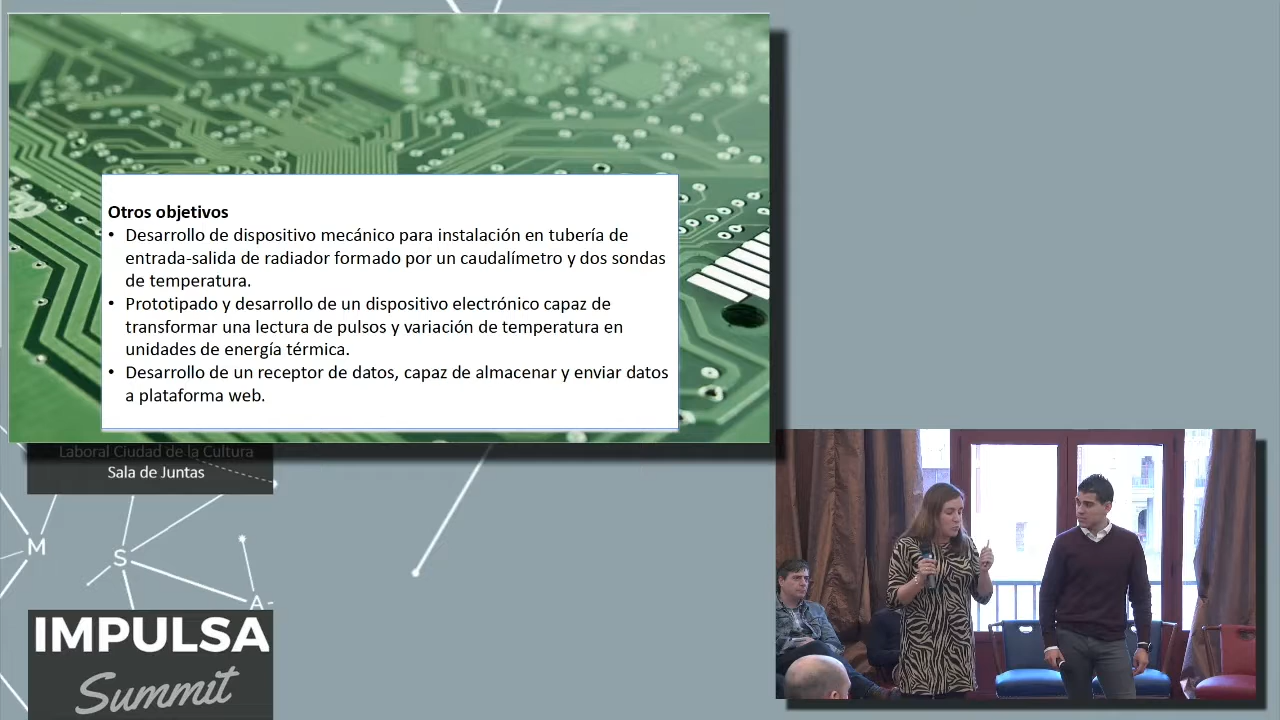 Otros objetivos
• Desarrollo de dispositivo mecánico para instalación en tubería de
entrada-salida de radiador formado por un caudalímetro y dos sondas
de temperatura.
• Prototipado y desarrollo de un dispositivo electrónico capaz de
transformar una lectura de pulsos y variación de temperatura en
unidades de energía térmica.
• Desarrollo de un receptor de datos, capaz de almacenar y enviar datos
a plataforma web.
Laboral Ciudad de la Cultura
Sala de Juntas
M
S
A
IMPULSA
Summit